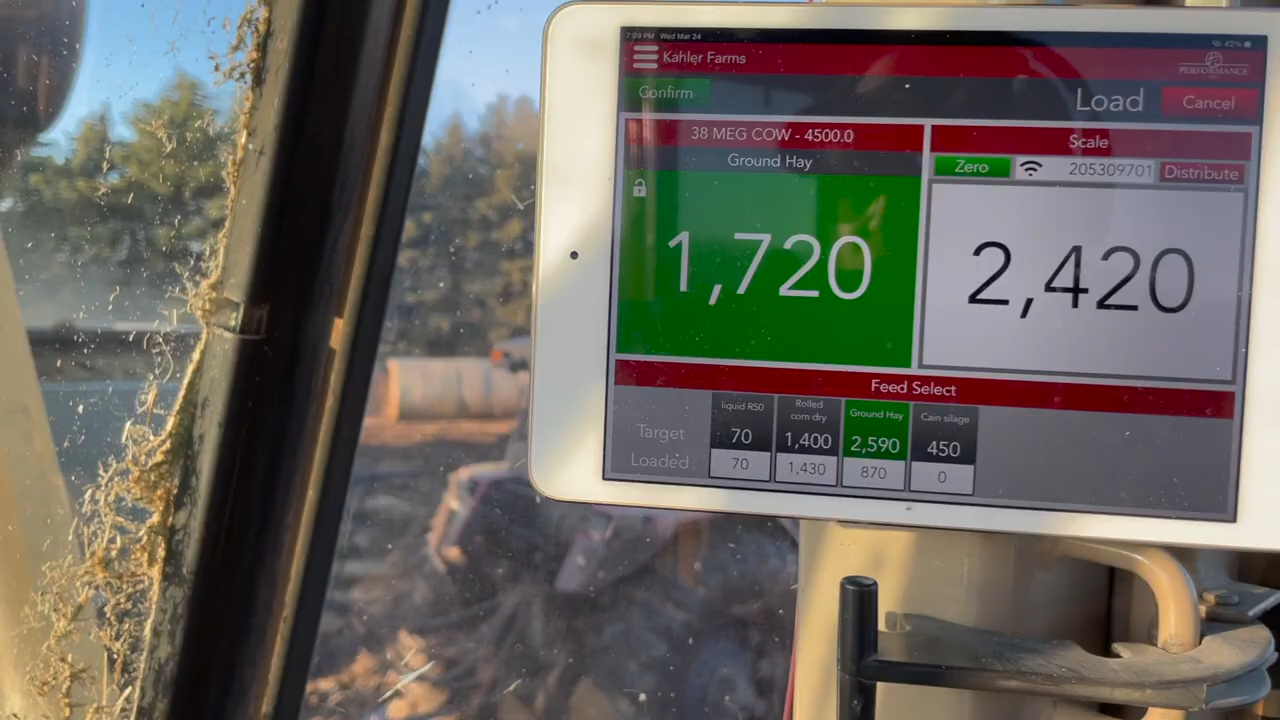 7:09 PM Wed Mar 24
42%
Kahler Farms
PERFORMANCE
Confirm
Load
Cancel
38 MEG COW - 4500.0
Ground Hay
1,720
Scale
Zero
205309701
Distribute
2,420
Feed Select
liquid R50
Rolled
corn dry
Ground Hay
Cain silage
Target
70
1,400
2,590
450
Loaded
70
1,430
870
0